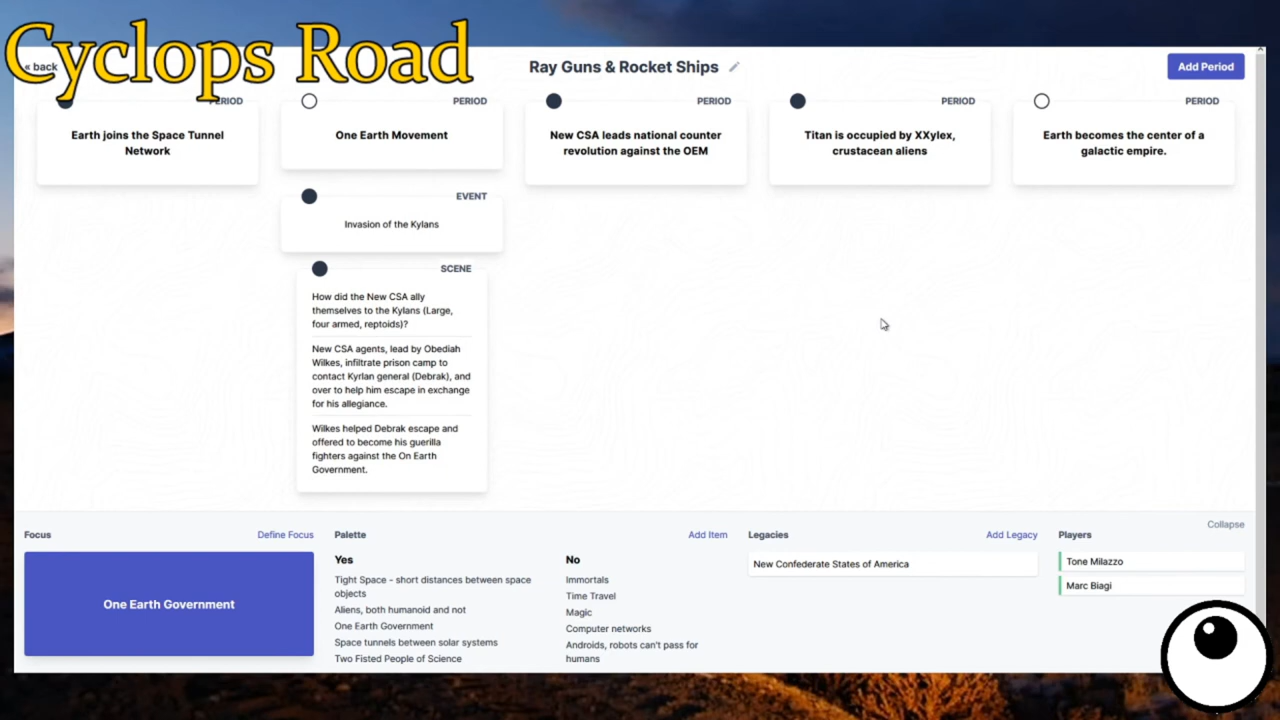 Cyclops Road
« back
Ray Guns & Rocket Ships
Add Period
PERIOD
Earth joins the Space Tunnel
Network
PERIOD
One Earth Movement
EVENT
Invasion of the Kylans
SCENE
How did the New CSA ally
themselves to the Kylans (Large,
four armed, reptoids)?
New CSA agents, lead by Obediah
Wilkes, infiltrate prison camp to
contact Kyrlan general (Debrak), and
over to help him escape in exchange
for his allegiance.
Wilkes helped Debrak escape and
offered to become his guerilla
fighters against the On Earth
Government.
PERIOD
New CSA leads national counter
revolution against the OEM
PERIOD
Titan is occupied by XXylex,
crustacean aliens
PERIOD
Earth becomes the center of a
galactic empire.
Collapse
Focus
Define Focus
One Earth Government
Palette
Add Item
Yes
Tight Space - short distances between space
objects
Aliens, both humanoid and not
One Earth Government
Space tunnels between solar systems
Two Fisted People of Science
No
Immortals
Time Travel
Magic
Computer networks
Androids, robots can't pass for
humans
Legacies
Add Legacy
New Confederate States of America
Players
Tone Milazzo
Marc Biagi